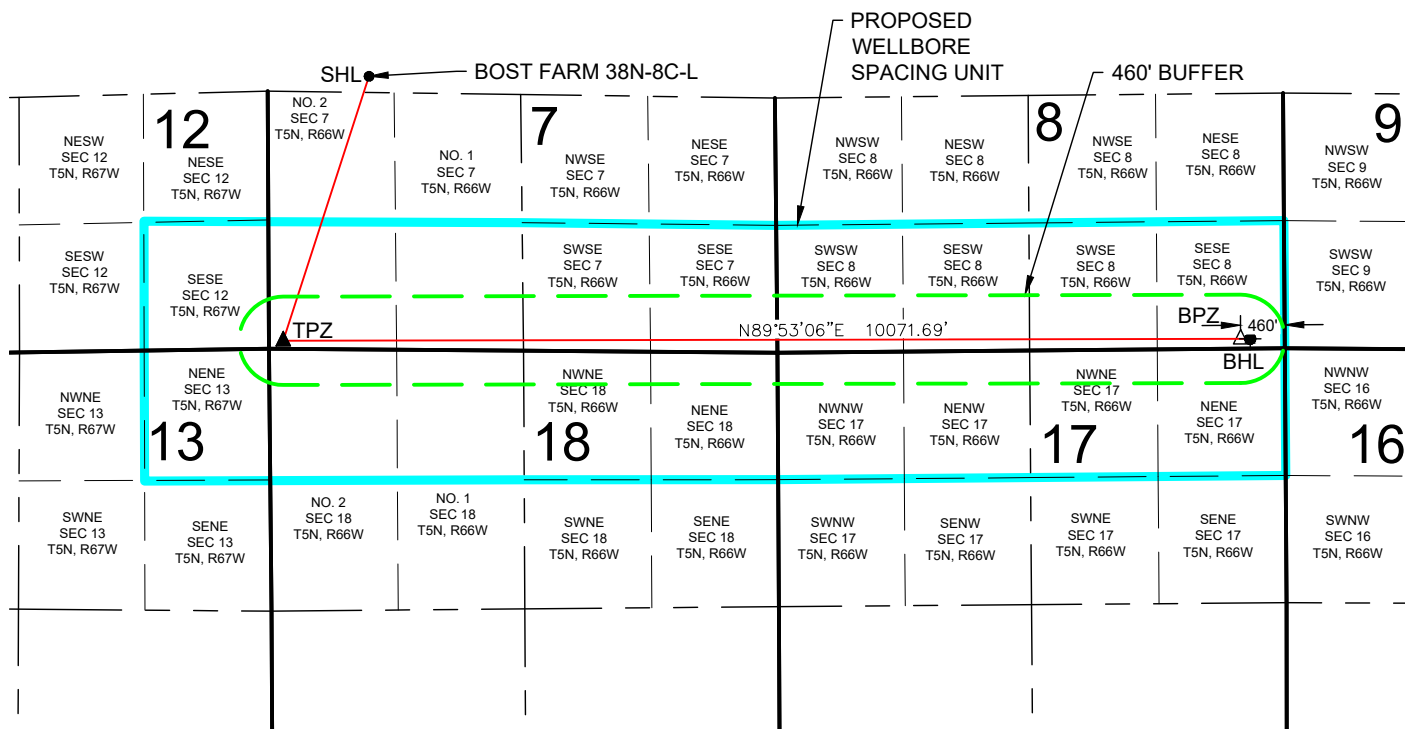 PROPOSED
WELLBORE
SPACING UNIT
SHL
BOST FARM 38N-8C-L
460' BUFFER
12
7
8
9
NESW
SEC 12
T5N, R67W
NESE
SEC 12
T5N, R67W
NO. 2
SEC 7
T5N, R66W
NO. 1
SEC 7
T5N, R66W
NWSE
SEC 7
T5N, R66W
NESE
SEC 7
T5N, R66W
NWSW
SEC 8
T5N, R66W
NESW
SEC 8
T5N, R66W
NWSE
SEC 8
T5N, R66W
NESE
SEC 8
T5N, R66W
NWSW
SEC 9
T5N, R66W
SESW
SEC 12
T5N, R67W
SESE
SEC 12
T5N, R67W
SWSE
SEC 7
T5N, R66W
SESE
SEC 7
T5N, R66W
SWSW
SEC 8
T5N, R66W
SESW
SEC 8
T5N, R66W
SWSE
SEC 8
T5N, R66W
SESE
SEC 8
T5N, R66W
SWSW
SEC 9
T5N, R66W
TPZ
N89°53'06"E 10071.69'
BPZ
460'
BHL
NWNE
SEC 13
T5N, R67W
NENE
SEC 13
T5N, R67W
NWNE
SEC 18
T5N, R66W
NENE
SEC 18
T5N, R66W
NWNW
SEC 17
T5N, R66W
NENW
SEC 17
T5N, R66W
NWNE
SEC 17
T5N, R66W
NENE
SEC 17
T5N, R66W
NWNW
SEC 16
T5N, R66W
13
18
17
16
SWNE
SEC 13
T5N, R67W
SENE
SEC 13
T5N, R67W
NO. 2
SEC 18
T5N, R66W
NO. 1
SEC 18
T5N, R66W
SWNE
SEC 18
T5N, R66W
SENE
SEC 18
T5N, R66W
SWNW
SEC 17
T5N, R66W
SENW
SEC 17
T5N, R66W
SWNE
SEC 17
T5N, R66W
SENE
SEC 17
T5N, R66W
SWNW
SEC 16
T5N, R66W